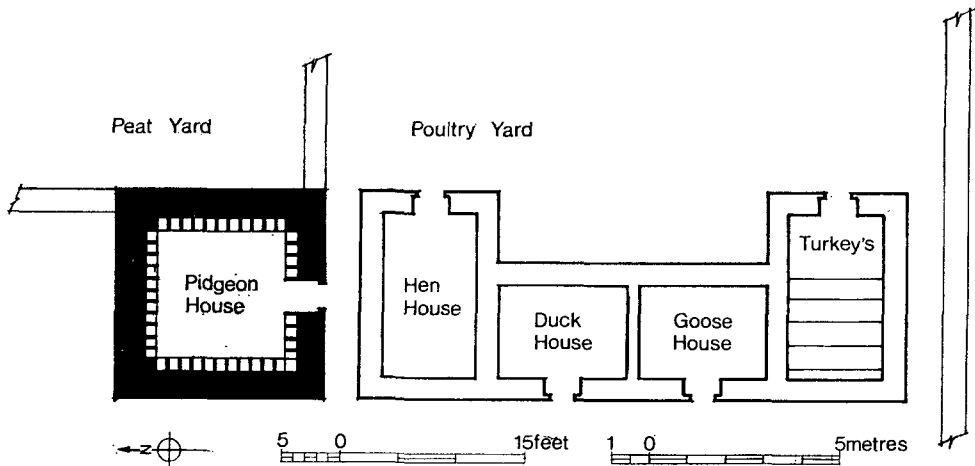 Peat Yard
Poultry Yard
Pidgeon
House
Hen
House
Duck
House
Goose
House
Turkey's
N
5 0 15feet
1 0 5metres